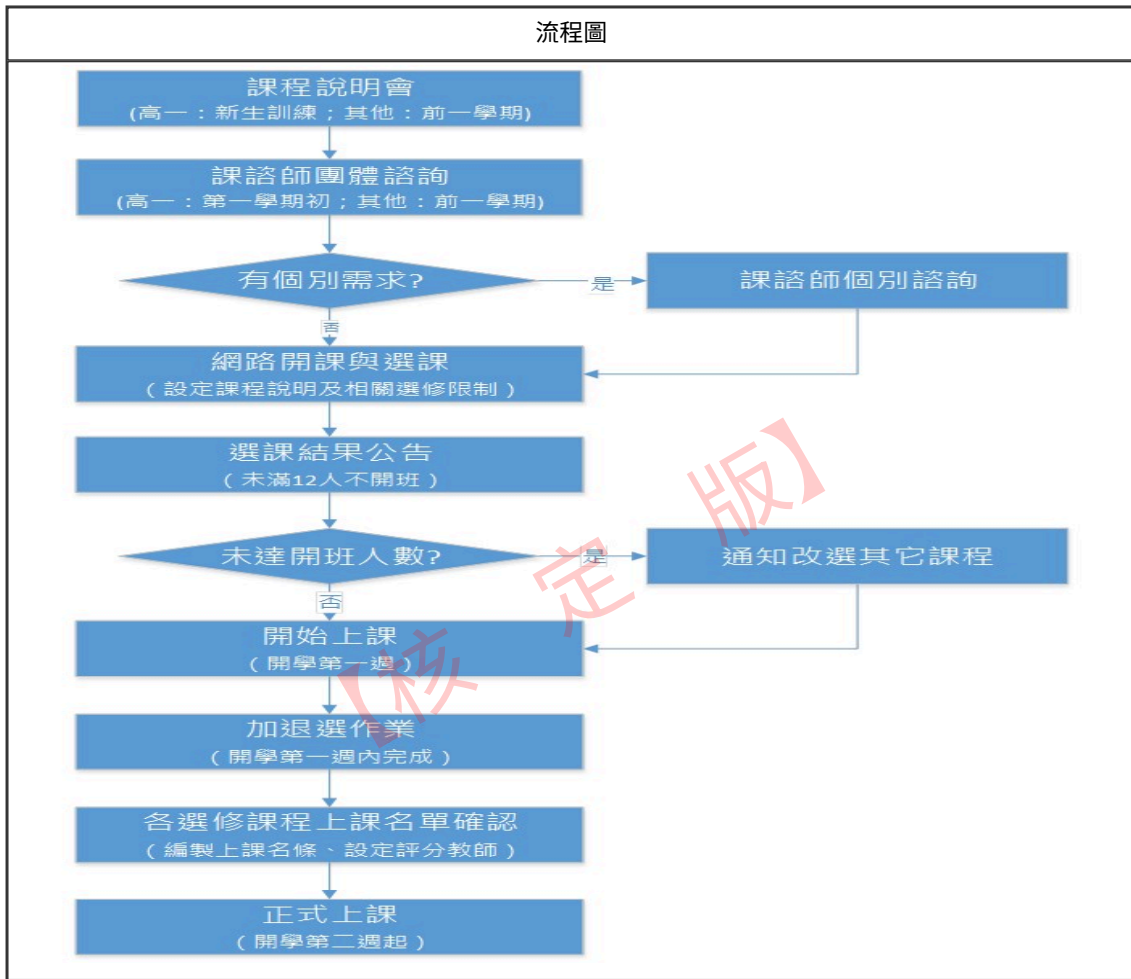 流程圖
課程說明會
(高一：新生訓練；其他：前一學期)
課諮師團體諮詢
(高一：第一學期初；其他：前一學期)
有個別需求?
是
課諮師個別諮詢
否
網路開課與選課
（設定課程說明及相關選修限制）
選課結果公告
（未滿12人不開班）
未達開班人數?
是
通知改選其它課程
否
開始上課
（開學第一週）
加退選作業
（開學第一週內完成）
各選修課程上課名單確認
（編製上課名條、設定評分教師）
正式上課
（開學第二週起）
【核定版】